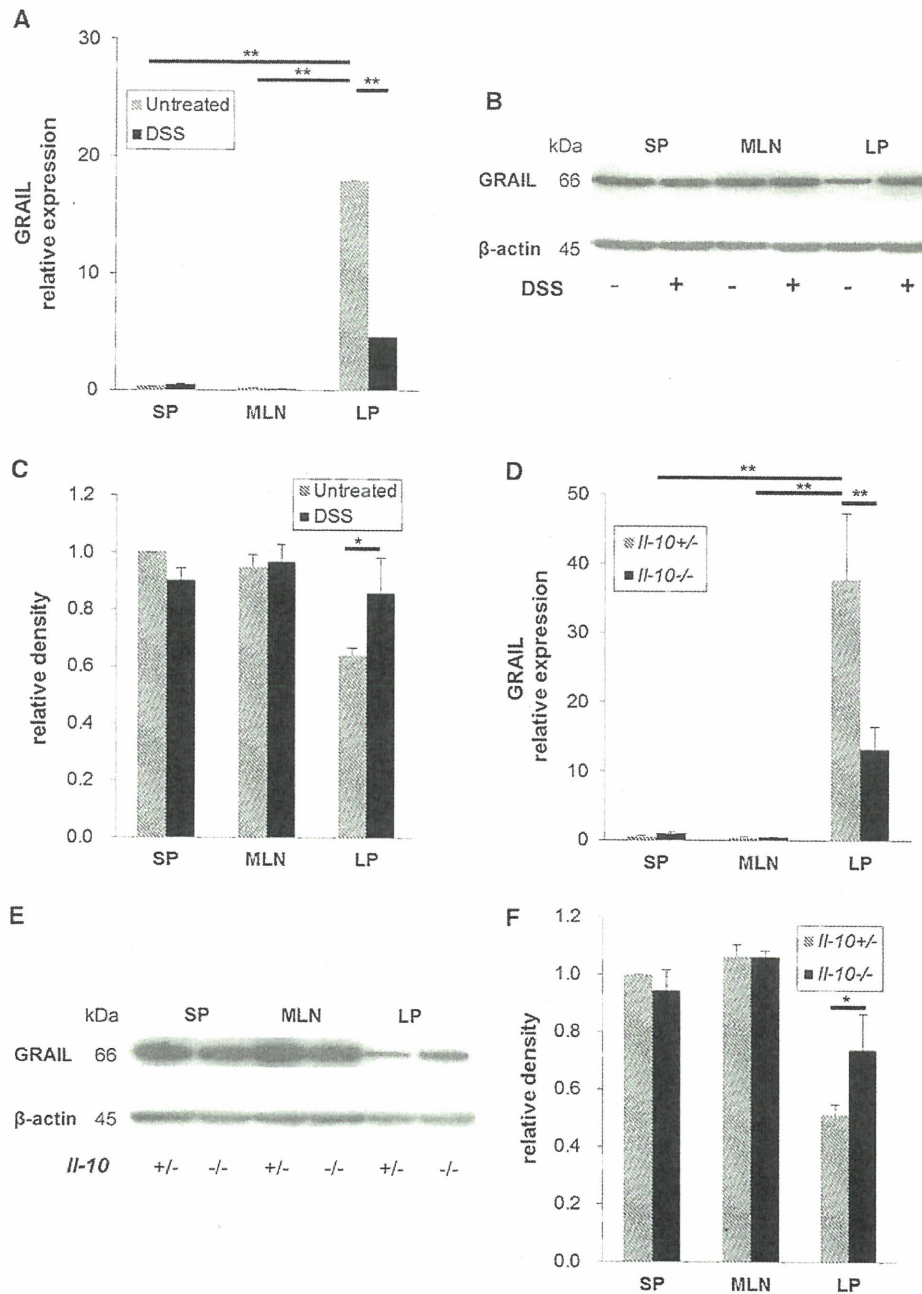 A
GRAIL
relative expression
30
20
10
0
**
**
**
Untreated
DSS
SP MLN LP
B
kDa SP MLN LP
GRAIL 66
β-actin 45
DSS - + - + - +
C
relative density
1.2
1.0
0.8
0.6
0.4
0.2
0.0
Untreated
DSS
*
SP MLN LP
D
GRAIL
relative expression
50
40
30
20
10
0
**
**
**
Il-10+/-
Il-10-/-
SP MLN LP
E
kDa SP MLN LP
GRAIL 66
β-actin 45
Il-10 +/- -/- +/- -/- +/- -/-
F
relative density
1.2
1.0
0.8
0.6
0.4
0.2
0.0
Il-10+/-
Il-10-/-
*
SP MLN LP